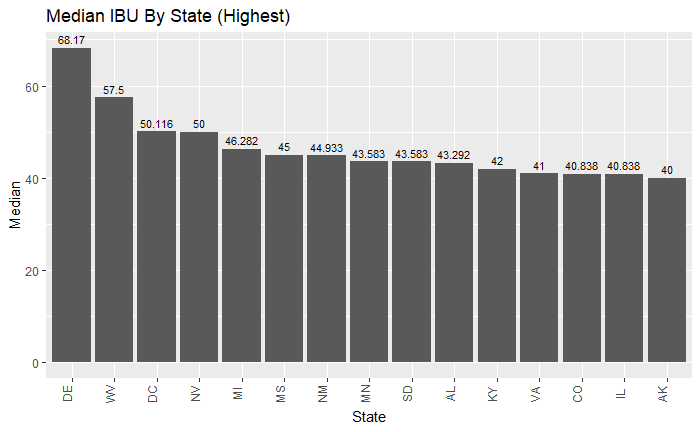 Median IBU By State (Highest)
68.17
57.5
50.116
50
46.282
45
44.933
43.583
43.583
43.292
42
41
40.838
40.838
40
Median
60
40
20
0
DE
WV
DC
NV
MI
MS
NM
MN
SD
AL
KY
VA
CO
IL
AK
State